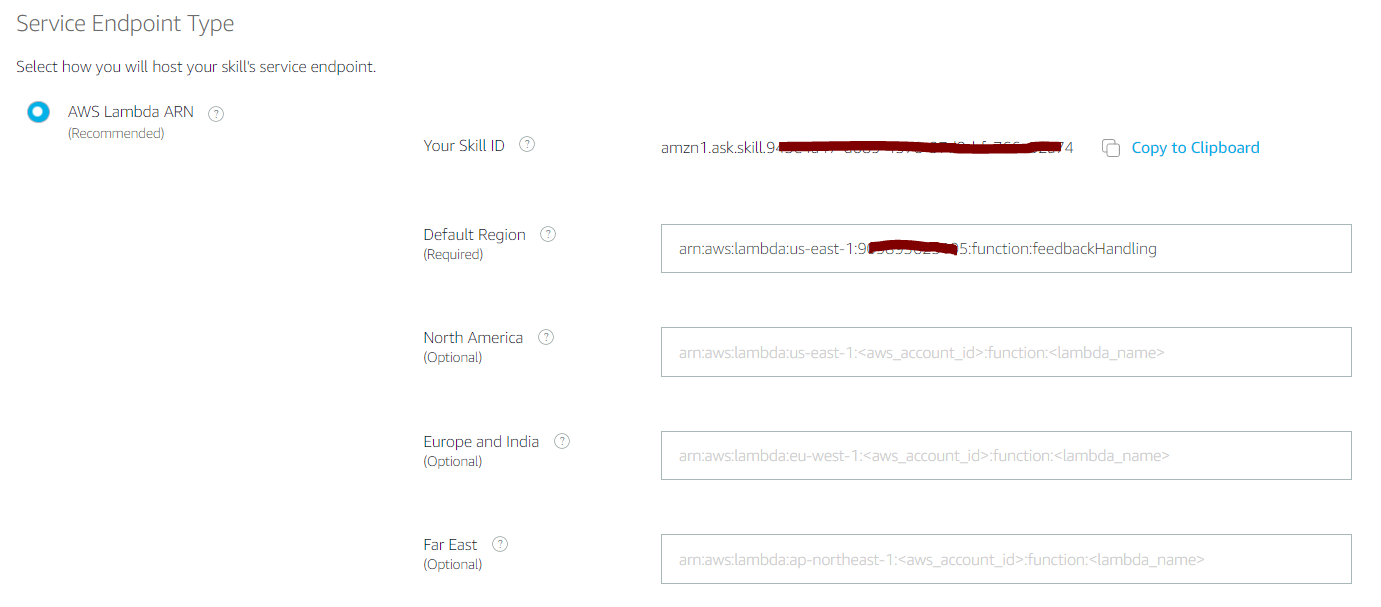 Service Endpoint Type
Select how you will host your skill's service endpoint.
AWS Lambda ARN ?
(Recommended)
Your Skill ID ?
amzn1.ask.skill.94 74
Copy to Clipboard
Default Region ?
(Required)
arn:aws:lambda:us-east-1:9 5:function:feedbackHandling
North America ?
(Optional)
arn:aws:lambda:us-east-1:<aws_account_id>:function:<lambda_name>
Europe and India ?
(Optional)
arn:aws:lambda:eu-west-1:<aws_account_id>:function:<lambda_name>
Far East ?
(Optional)
arn:aws:lambda:ap-northeast-1:<aws_account_id>:function:<lambda_name>